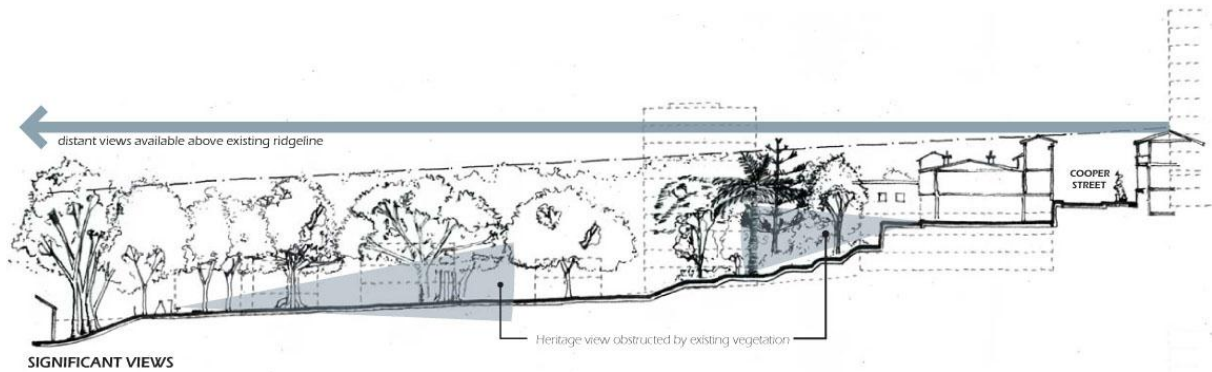 distant views available above existing ridgeline
COOPER
STREET
Heritage view obstructed by existing vegetation
SIGNIFICANT VIEWS